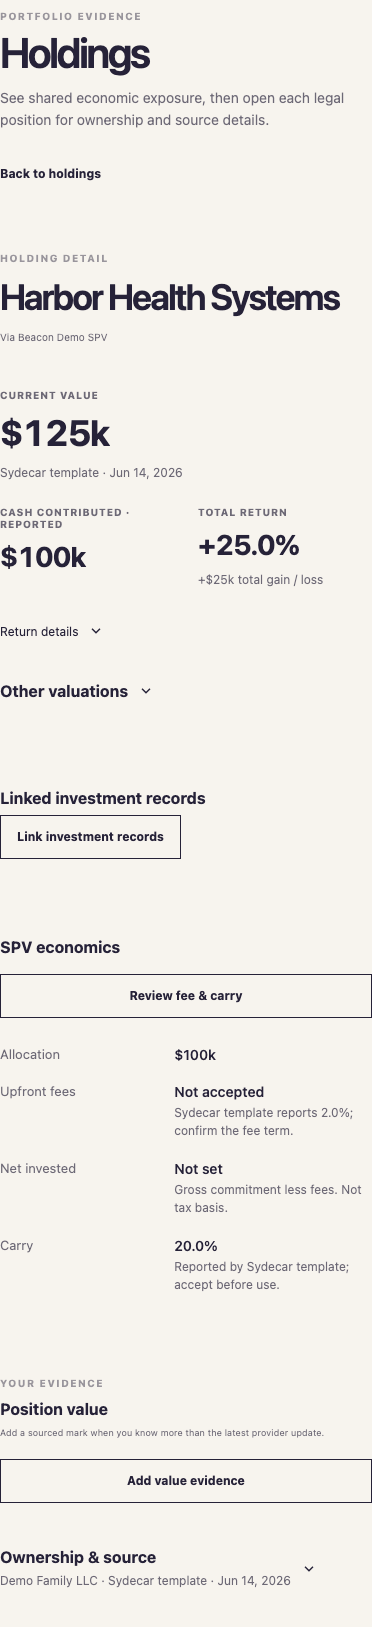 PORTFOLIO EVIDENCE
Holdings
See shared economic exposure, then open each legal
position for ownership and source details.
Back to holdings
HOLDING DETAIL
Harbor Health Systems
Via Beacon Demo SPV
CURRENT VALUE
$125k
Sydecar template · Jun 14, 2026
CASH CONTRIBUTED ·
REPORTED
$100k
TOTAL RETURN
+25.0%
+$25k total gain / loss
Return details
Other valuations
Linked investment records
Link investment records
SPV economics
Review fee & carry
Allocation
$100k
Upfront fees
Not accepted
Sydecar template reports 2.0%;
confirm the fee term.
Net invested
Not set
Gross commitment less fees. Not
tax basis.
Carry
20.0%
Reported by Sydecar template;
accept before use.
YOUR EVIDENCE
Position value
Add a sourced mark when you know more than the latest provider update.
Add value evidence
Ownership & source
Demo Family LLC · Sydecar template · Jun 14, 2026